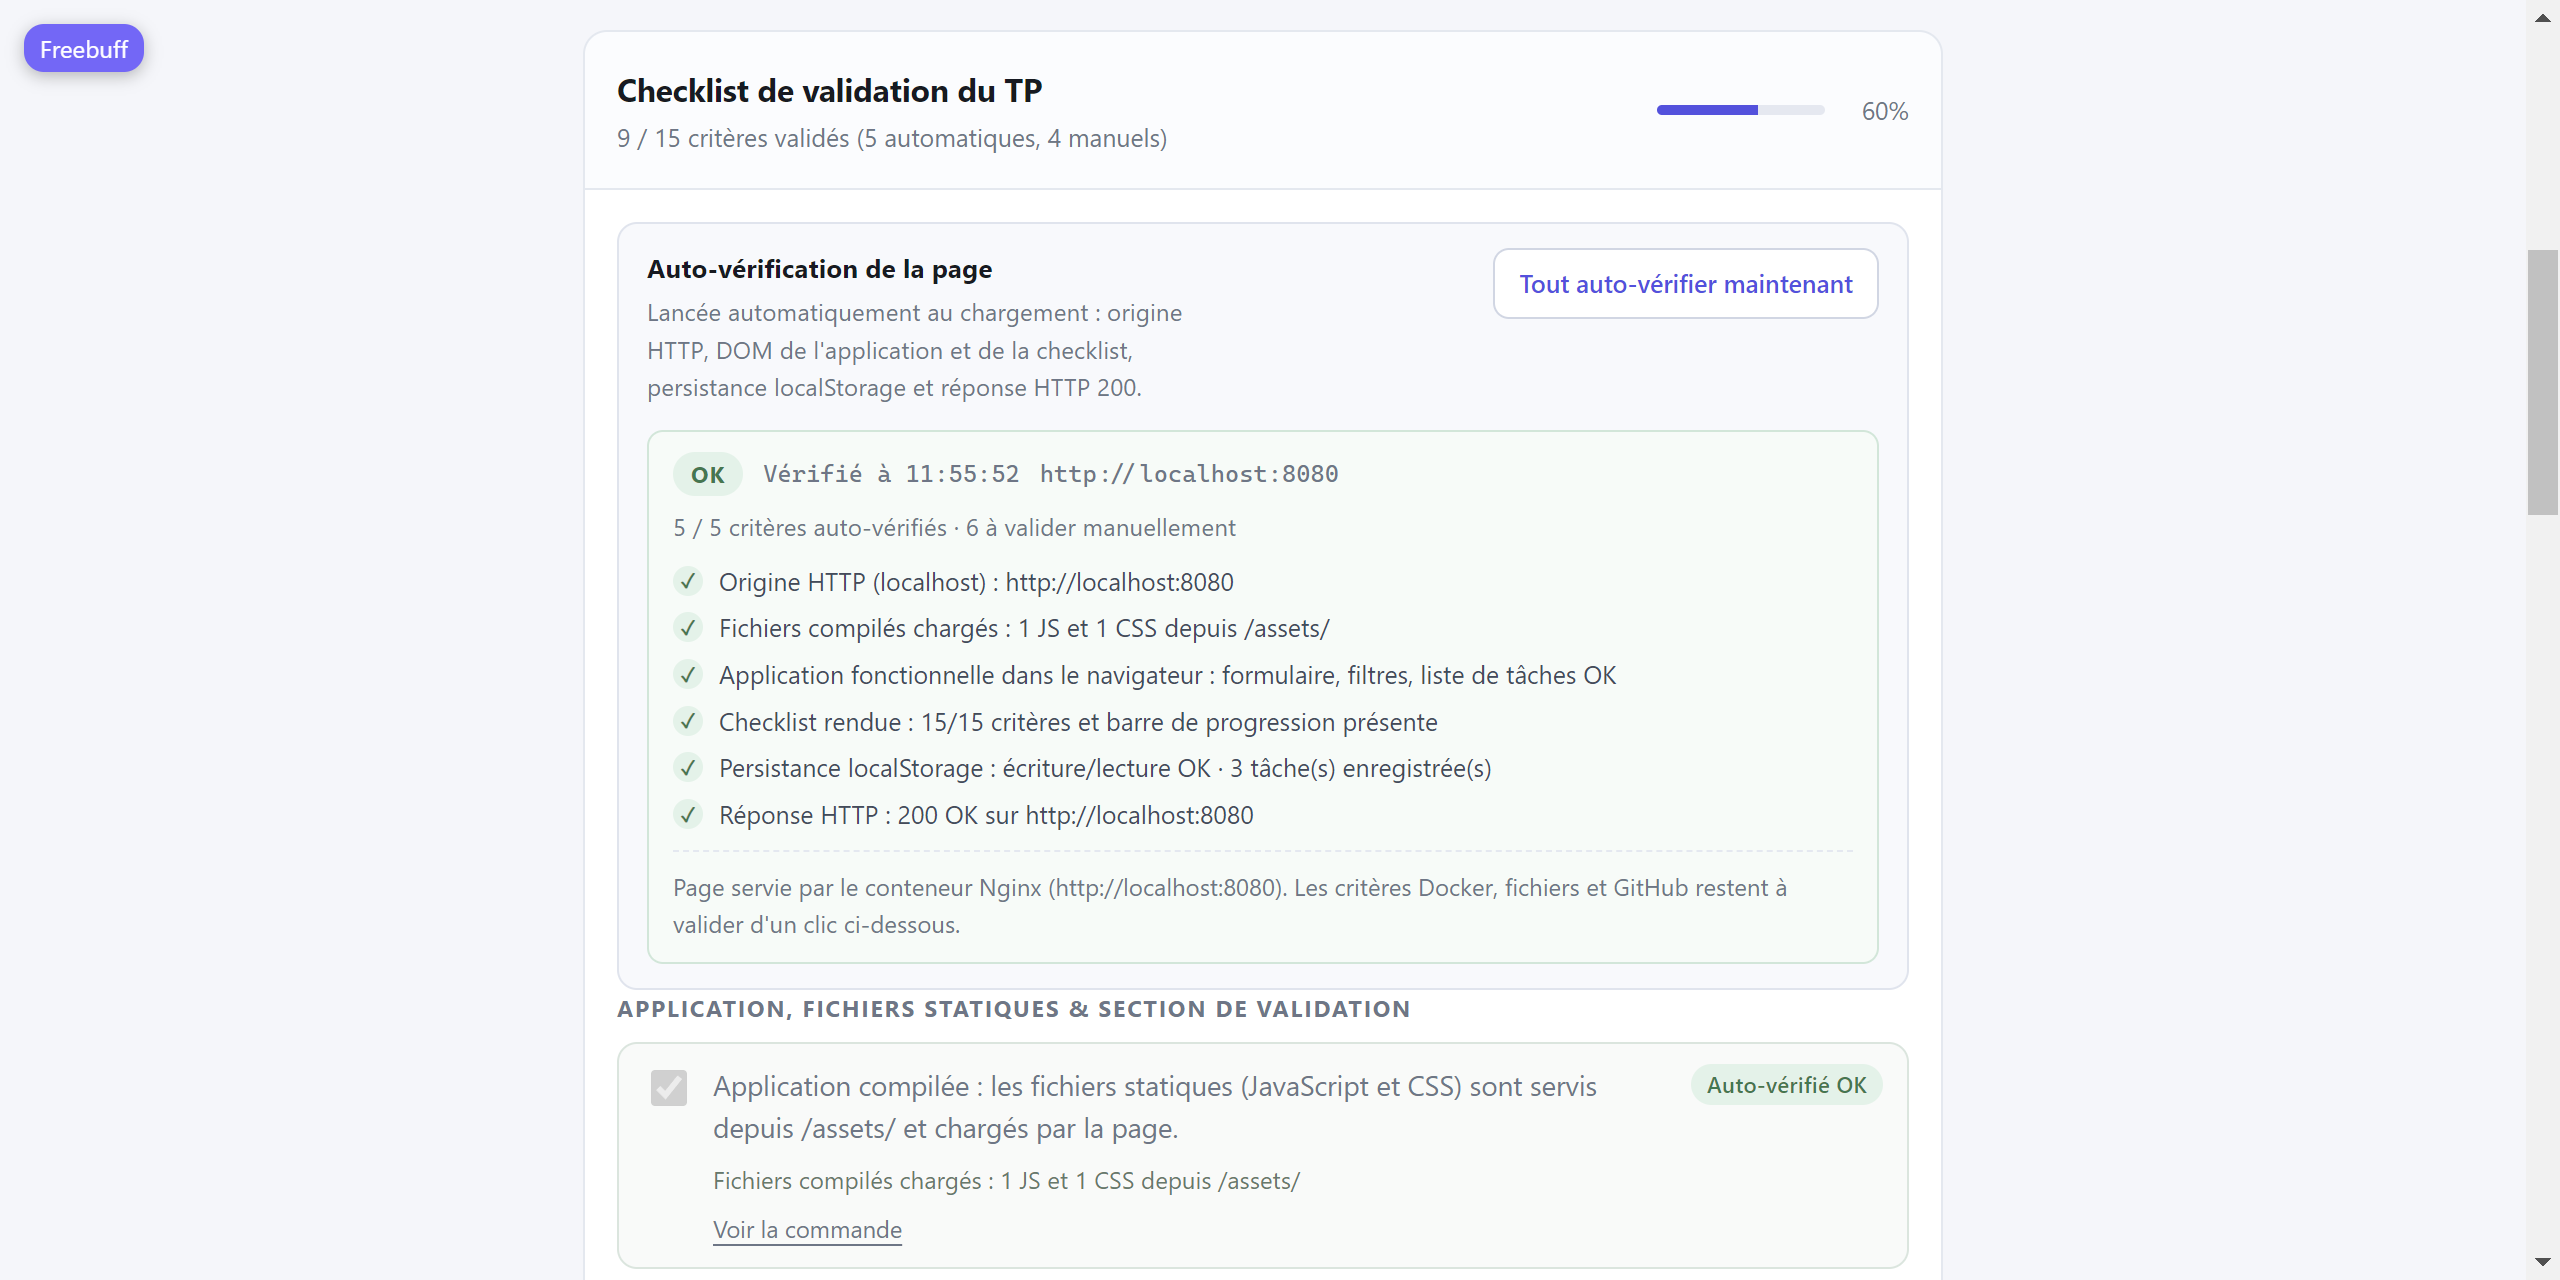 Freebuff
Checklist de validation du TP
9 / 15 critères validés (5 automatiques, 4 manuels)
60%
Auto-vérification de la page
Lancée automatiquement au chargement : origine
HTTP, DOM de l'application et de la checklist,
persistance localStorage et réponse HTTP 200.
Tout auto-vérifier maintenant
OK Vérifié à 11:55:52 http://localhost:8080
5 / 5 critères auto-vérifiés · 6 à valider manuellement
✓ Origine HTTP (localhost) : http://localhost:8080
✓ Fichiers compilés chargés : 1 JS et 1 CSS depuis /assets/
✓ Application fonctionnelle dans le navigateur : formulaire, filtres, liste de tâches OK
✓ Checklist rendue : 15/15 critères et barre de progression présente
✓ Persistance localStorage : écriture/lecture OK · 3 tâche(s) enregistrée(s)
✓ Réponse HTTP : 200 OK sur http://localhost:8080
Page servie par le conteneur Nginx (http://localhost:8080). Les critères Docker, fichiers et GitHub restent à
valider d'un clic ci-dessous.
APPLICATION, FICHIERS STATIQUES & SECTION DE VALIDATION
Application compilée : les fichiers statiques (JavaScript et CSS) sont servis
depuis /assets/ et chargés par la page.
Auto-vérifié OK
Fichiers compilés chargés : 1 JS et 1 CSS depuis /assets/
Voir la commande